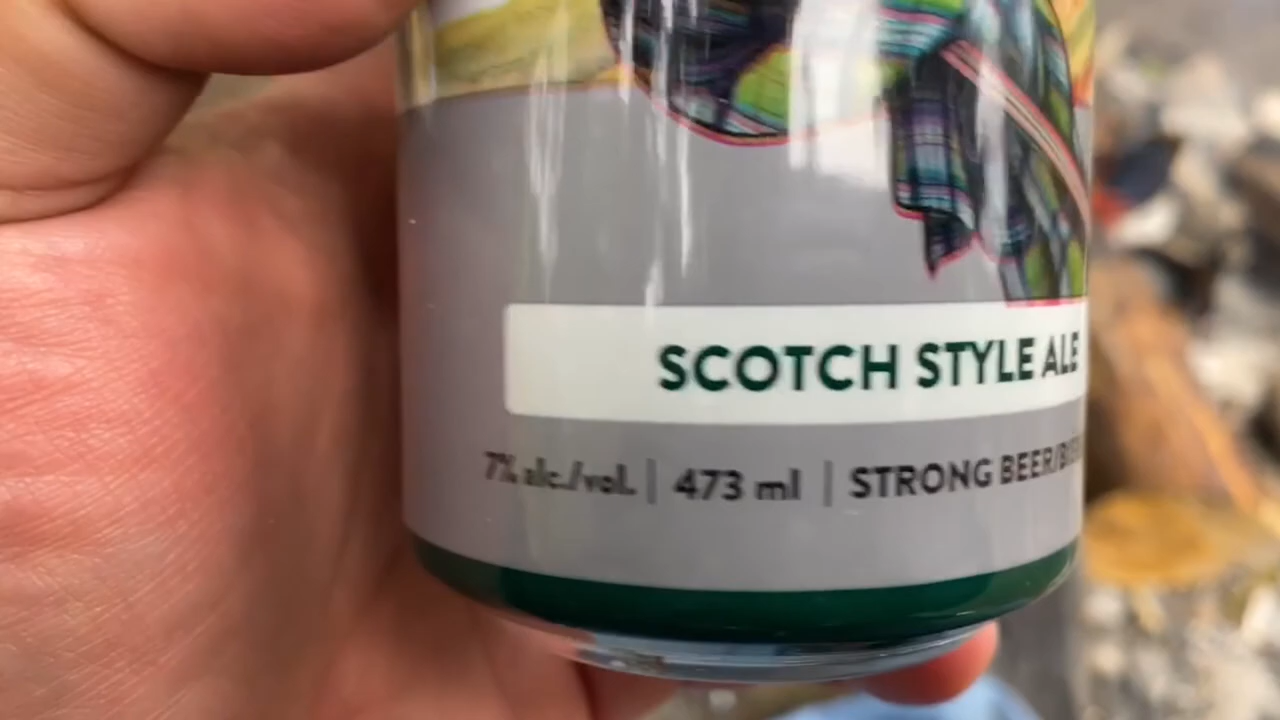 SCOTCH STYLE ALE
7% alc./vol. | 473 ml | STRONG BEER/